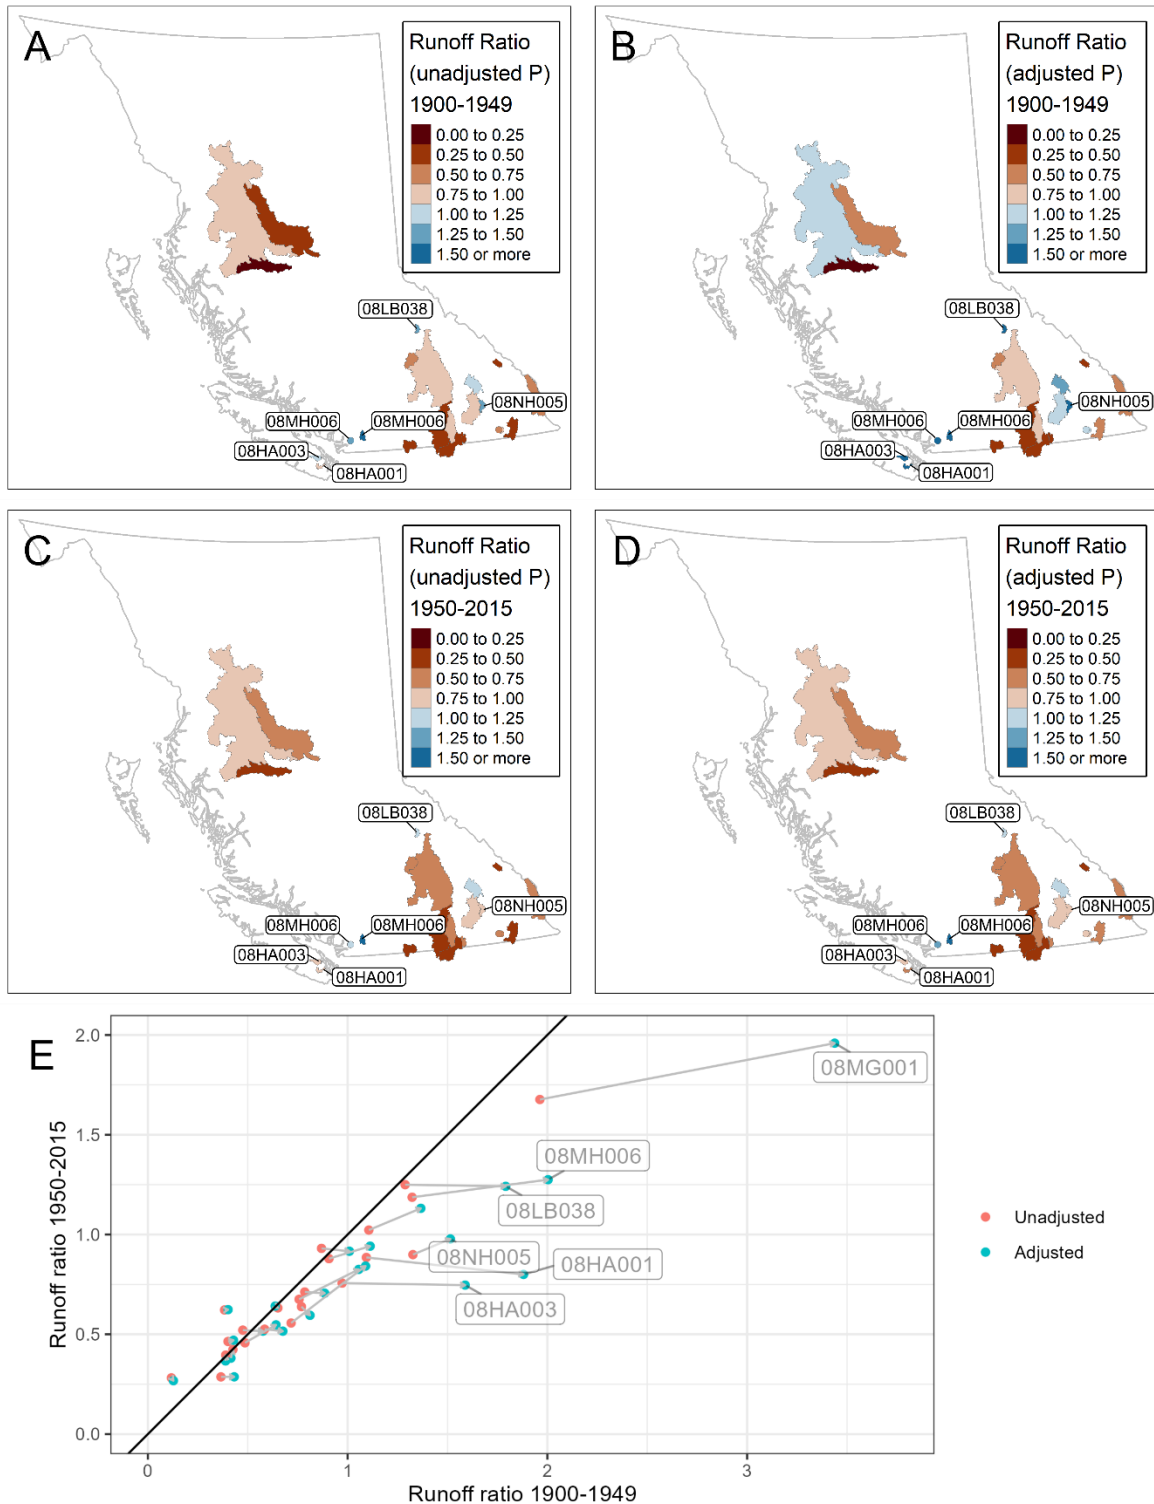 A
Runoff Ratio
(unadjusted P)
1900-1949
0.00 to 0.25
0.25 to 0.50
0.50 to 0.75
0.75 to 1.00
1.00 to 1.25
1.25 to 1.50
1.50 or more
08LB038
08NH005
08MH006
08MH006
08HA003
08HA001
B
Runoff Ratio
(adjusted P)
1900-1949
0.00 to 0.25
0.25 to 0.50
0.50 to 0.75
0.75 to 1.00
1.00 to 1.25
1.25 to 1.50
1.50 or more
08LB038
08NH005
08MH006
08MH006
08HA003
08HA001
C
Runoff Ratio
(unadjusted P)
1950-2015
0.00 to 0.25
0.25 to 0.50
0.50 to 0.75
0.75 to 1.00
1.00 to 1.25
1.25 to 1.50
1.50 or more
08LB038
08NH005
08MH006
08MH006
08HA003
08HA001
D
Runoff Ratio
(adjusted P)
1950-2015
0.00 to 0.25
0.25 to 0.50
0.50 to 0.75
0.75 to 1.00
1.00 to 1.25
1.25 to 1.50
1.50 or more
08LB038
08NH005
08MH006
08MH006
08HA003
08HA001
E
Runoff ratio 1950-2015
2.0
1.5
1.0
0.5
0.0
08MG001
08MH006
08LB038
08NH005
08HA001
08HA003
0
1
2
3
Runoff ratio 1900-1949
Unadjusted
Adjusted